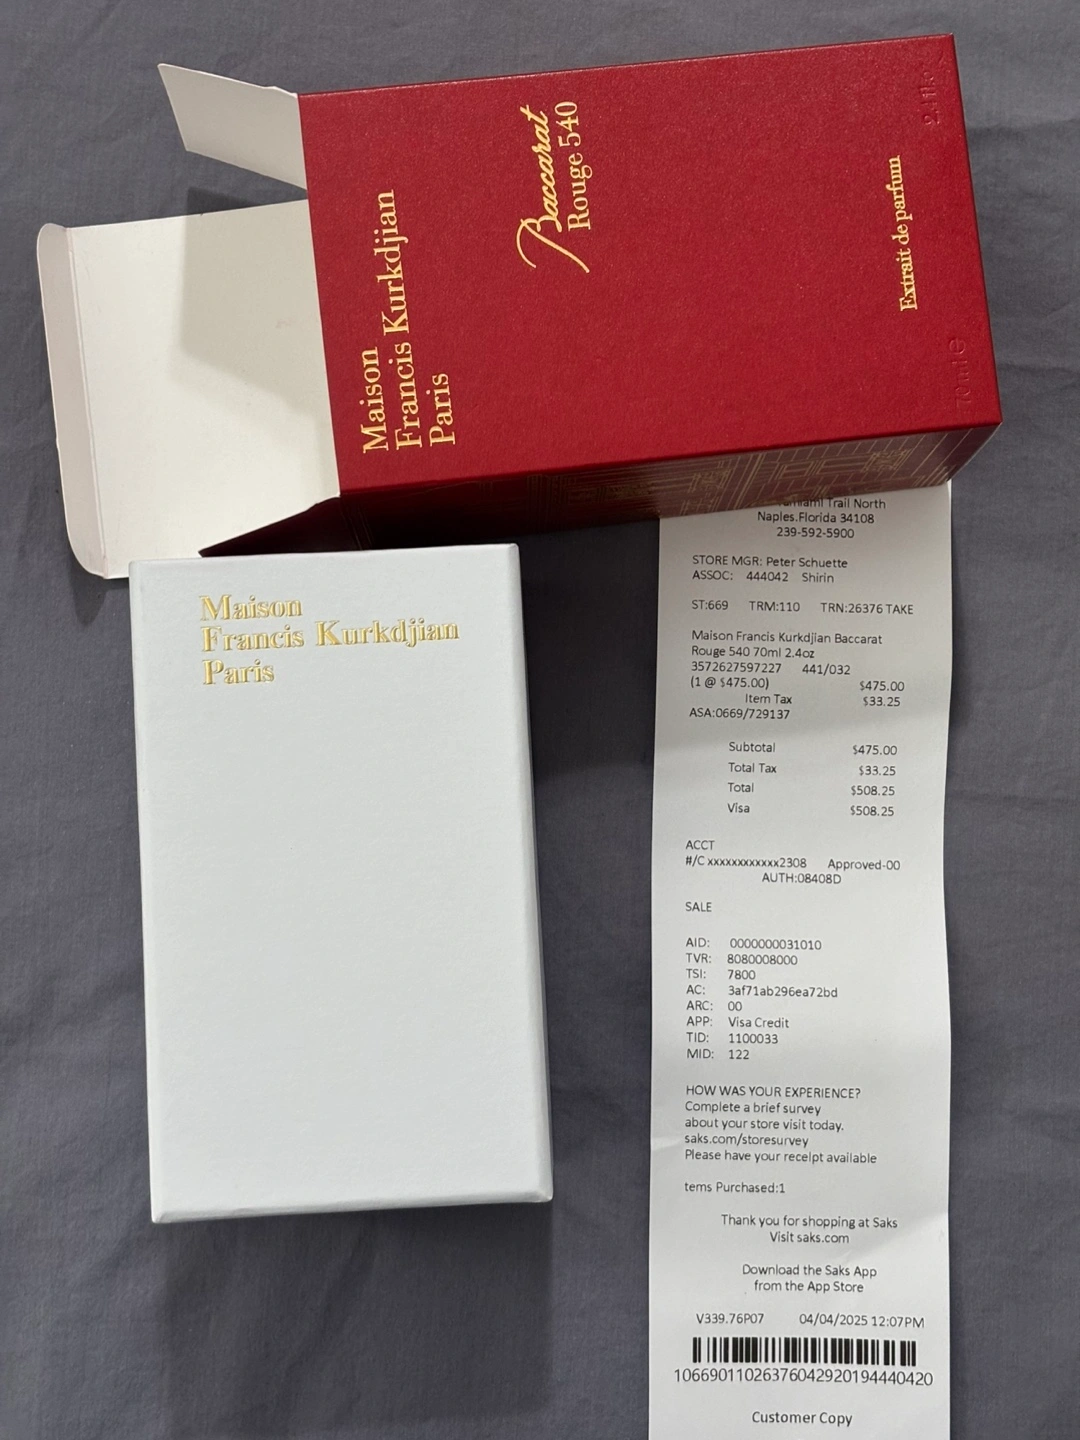 Maison
Francis Kurkdjian
Paris
Baccarat
Rouge 540
Extrait de parfum
70 ml e
Maison
Francis Kurkdjian
Paris
Trail North
Naples.Florida 34108
239-592-5900
STORE MGR: Peter Schuette
ASSOC: 444042 Shirin
ST:669 TRM:110 TRN:26376 TAKE
Maison Francis Kurkdjian Baccarat
Rouge 540 70ml 2.4oz
3572627597227 441/032
(1 @ $475.00) $475.00
Item Tax $33.25
ASA:0669/729137
Subtotal $475.00
Total Tax $33.25
Total $508.25
Visa $508.25
ACCT
#/C xxxxxxxxxxxx2308 Approved-00
AUTH:08408D
SALE
AID: 0000000031010
TVR: 8080008000
TSI: 7800
AC: 3af71ab296ea72bd
ARC: 00
APP: Visa Credit
TID: 1100033
MID: 122
HOW WAS YOUR EXPERIENCE?
Complete a brief survey
about your store visit today.
saks.com/storesurvey
Please have your receipt available
tems Purchased:1
Thank you for shopping at Saks
Visit saks.com
Download the Saks App
from the App Store
V339.76P07 04/04/2025 12:07PM
10669011026376042920194440420
Customer Copy